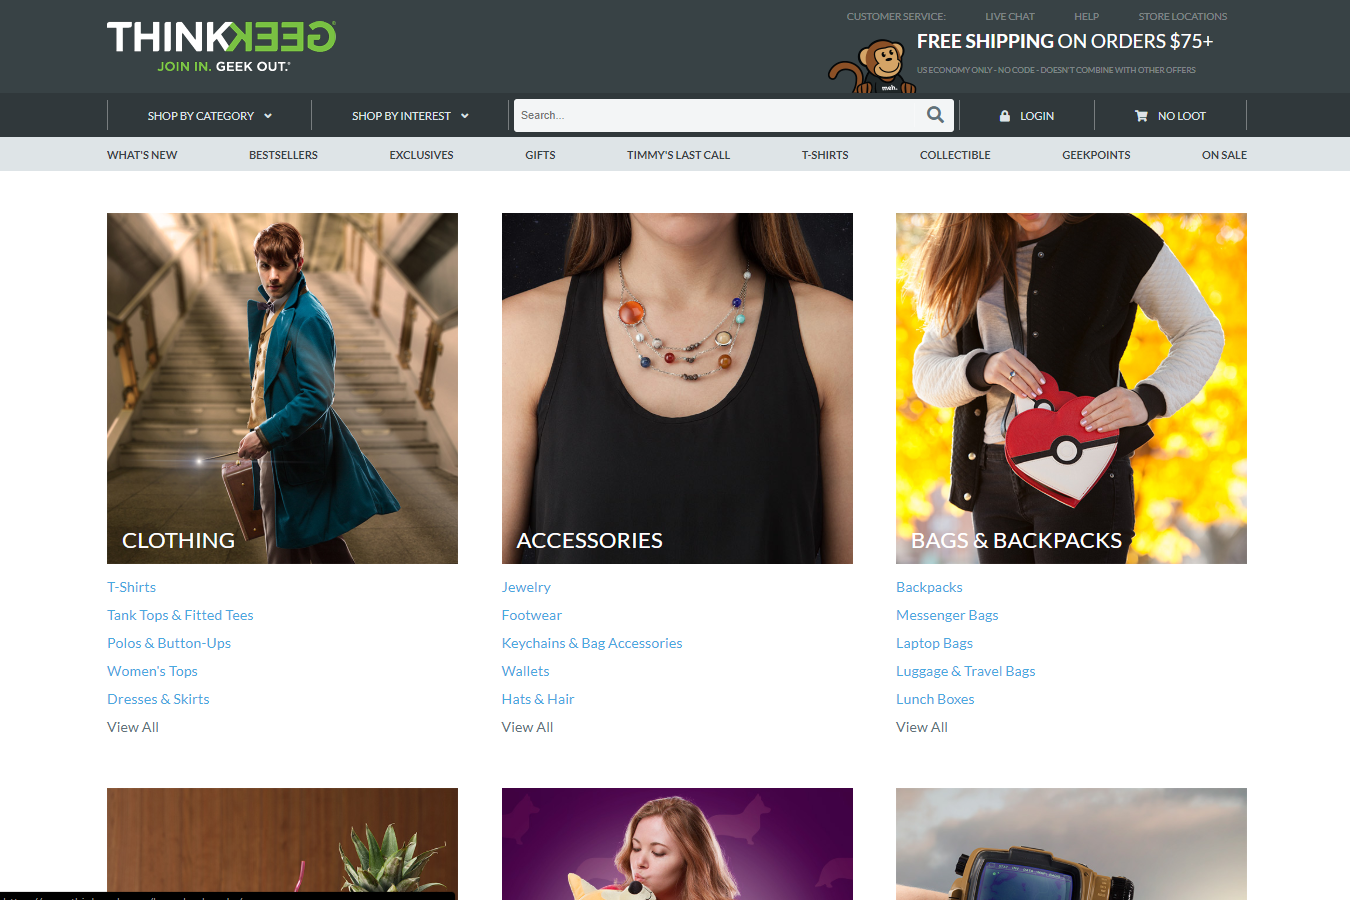 CUSTOMER SERVICE: LIVE CHAT HELP STORE LOCATIONS
THINKGEEK
JOIN IN. GEEK OUT.
FREE SHIPPING ON ORDERS $75+
US ECONOMY ONLY - NO CODE - DOESN'T COMBINE WITH OTHER OFFERS
meh.
SHOP BY CATEGORY SHOP BY INTEREST Search... LOGIN NO LOOT
WHAT'S NEW BESTSELLERS EXCLUSIVES GIFTS TIMMY'S LAST CALL T-SHIRTS COLLECTIBLE GEEKPOINTS ON SALE
CLOTHING
T-Shirts
Tank Tops & Fitted Tees
Polos & Button-Ups
Women's Tops
Dresses & Skirts
View All
ACCESSORIES
Jewelry
Footwear
Keychains & Bag Accessories
Wallets
Hats & Hair
View All
BAGS & BACKPACKS
Backpacks
Messenger Bags
Laptop Bags
Luggage & Travel Bags
Lunch Boxes
View All